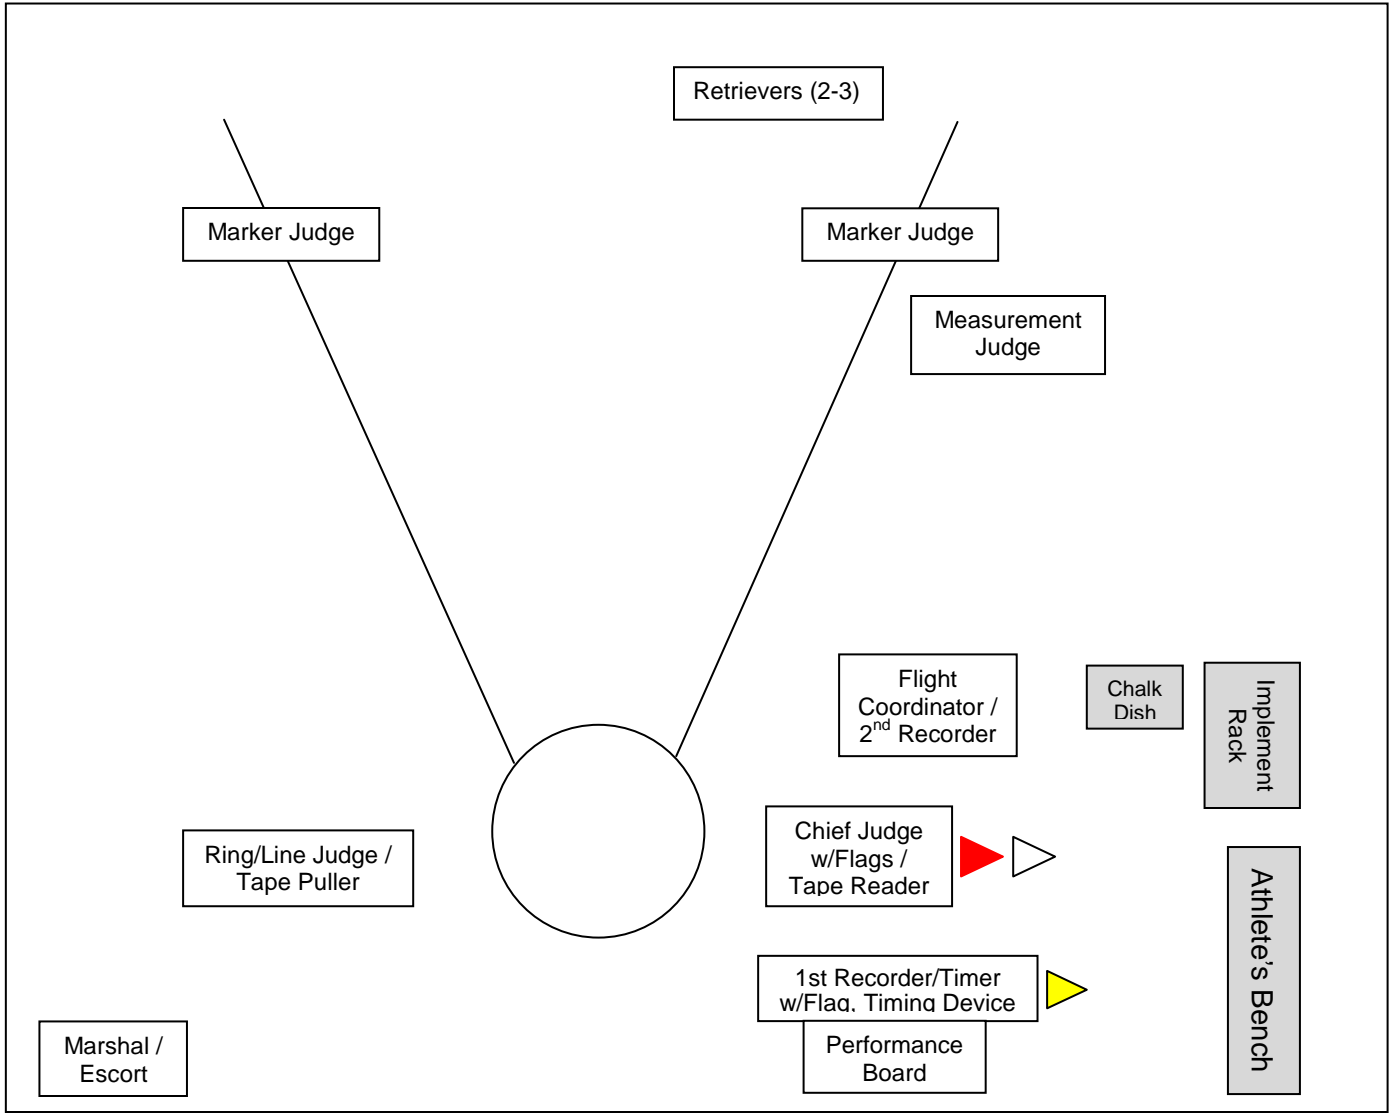 Retrievers (2-3)
Marker Judge
Marker Judge
Measurement
Judge
Flight
Coordinator /
2nd Recorder
Chalk
Dish
Implement
Rack
Ring/Line Judge /
Tape Puller
Chief Judge
w/Flags /
Tape Reader
Athlete's Bench
1st Recorder/Timer
w/Flag, Timing Device
Performance
Board
Marshal /
Escort